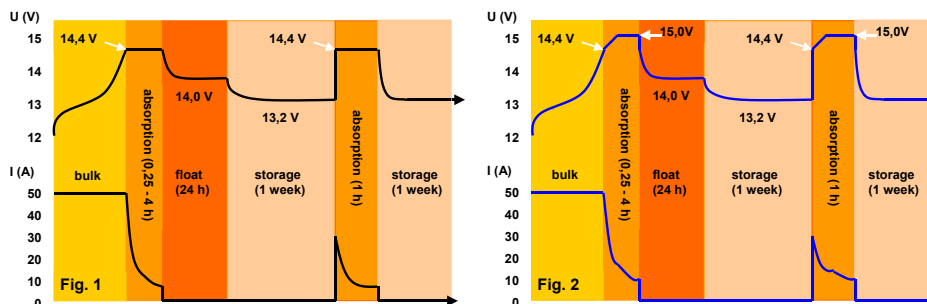 U (V)
15
14
13
12
I (A)
50
40
30
20
10
0
14,4 V
14,0 V
13,2 V
14,4 V
bulk
absorption (0,25 - 4 h)
float
(24 h)
storage
(1 week)
absorption (1 h)
storage
(1 week)
Fig. 1
U (V)
15
14
13
12
I (A)
50
40
30
20
10
0
14,4 V
15,0V
14,0 V
13,2 V
14,4 V
15,0V
bulk
absorption (0,25 - 4 h)
float
(24 h)
storage
(1 week)
absorption (1 h)
storage
(1 week)
Fig. 2